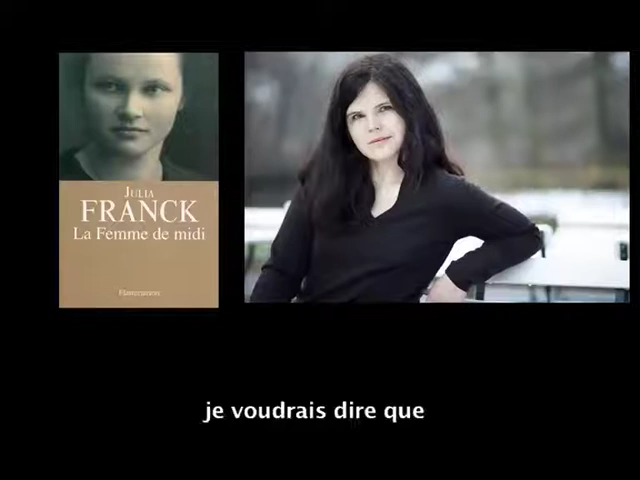 JULIA
FRANCK
La Femme de midi
Flammarion
je voudrais dire que